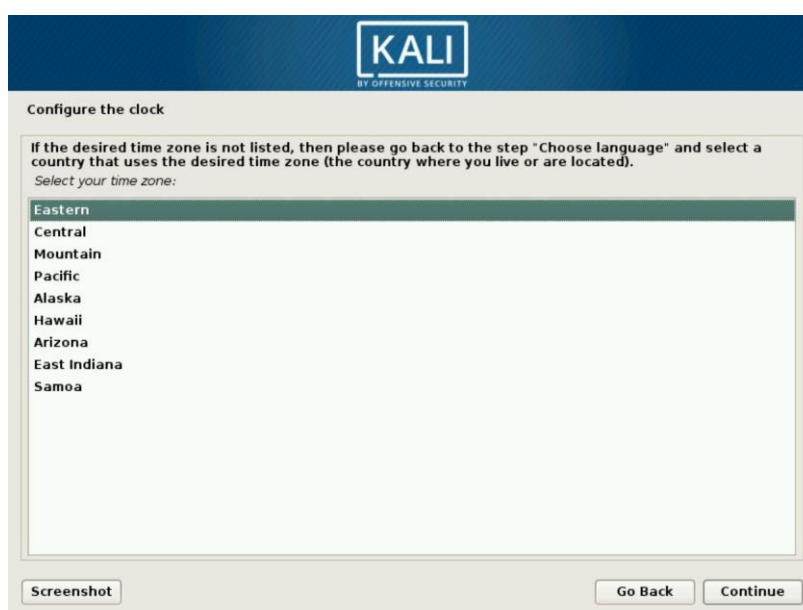 KALI
BY OFFENSIVE SECURITY
Configure the clock
If the desired time zone is not listed, then please go back to the step "Choose language" and select a
country that uses the desired time zone (the country where you live or are located).
Select your time zone:
Eastern
Central
Mountain
Pacific
Alaska
Hawaii
Arizona
East Indiana
Samoa
Screenshot
Go Back
Continue